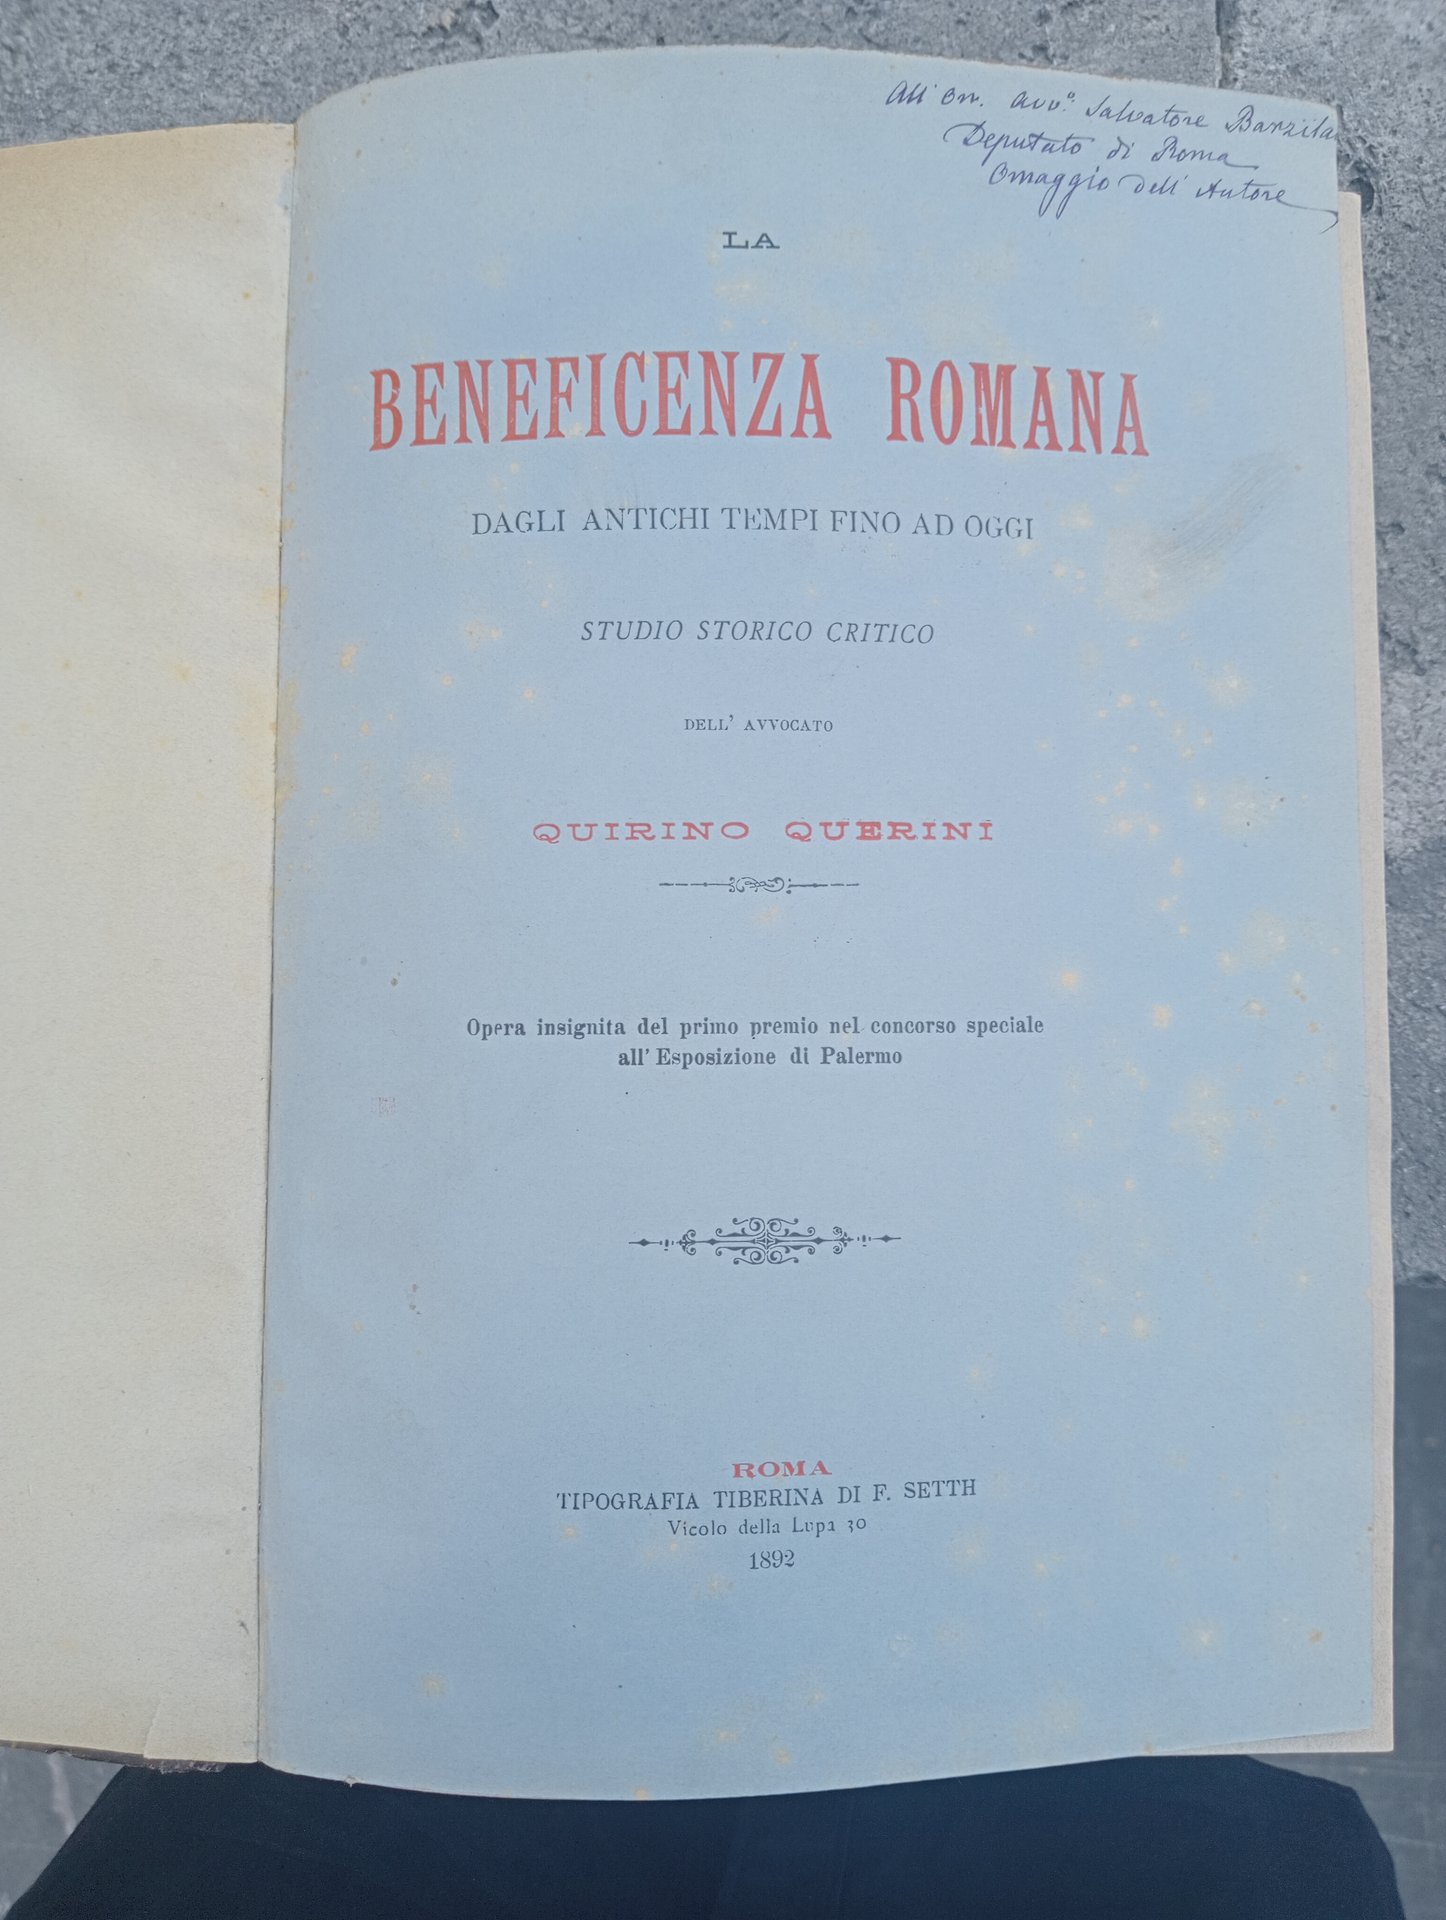 All' On. Avv.º Salvatore Barzila
Deputato di Roma
Omaggio dell'Autore
LA
BENEFICENZA ROMANA
DAGLI ANTICHI TEMPI FINO AD OGGI
STUDIO STORICO CRITICO
DELL' AVVOCATO
QUIRINO QUERINI
Opera insignita del primo premio nel concorso speciale
all' Esposizione di Palermo
ROMA
TIPOGRAFIA TIBERINA DI F. SETTH
Vicolo della Lupa 30
1892